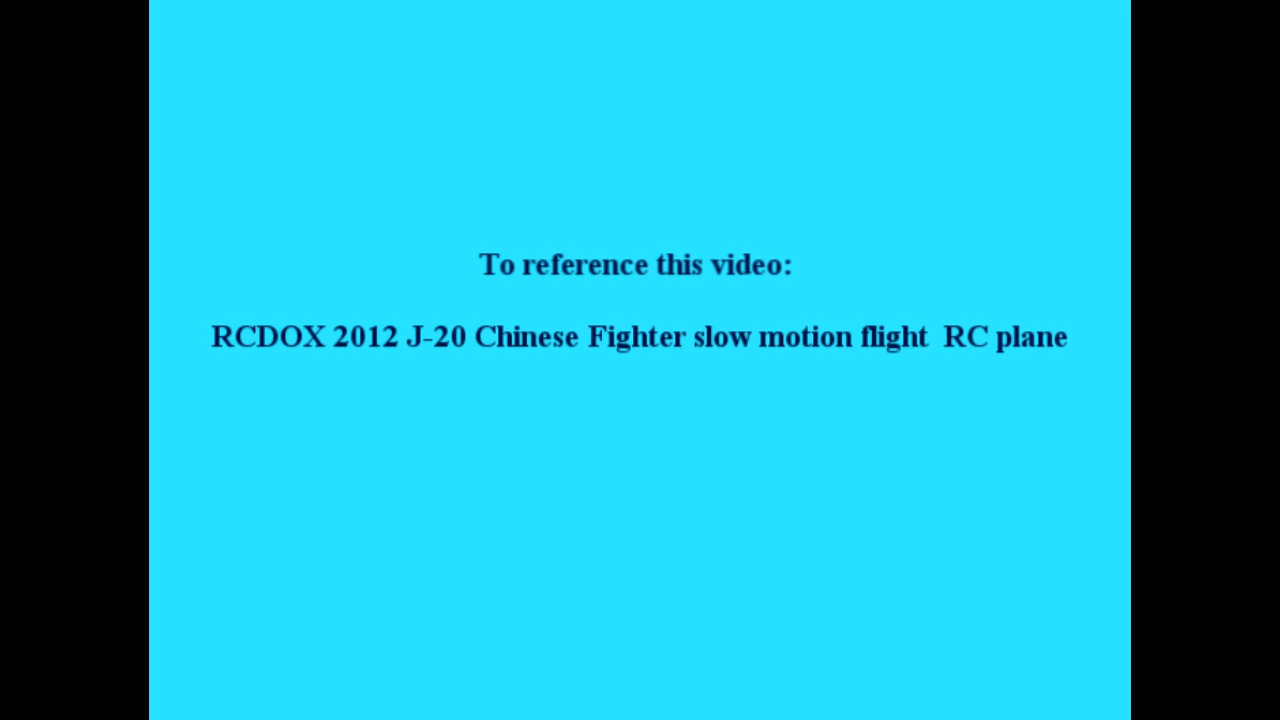 To reference this video:
RCDOX 2012 J-20 Chinese Fighter slow motion flight  RC plane